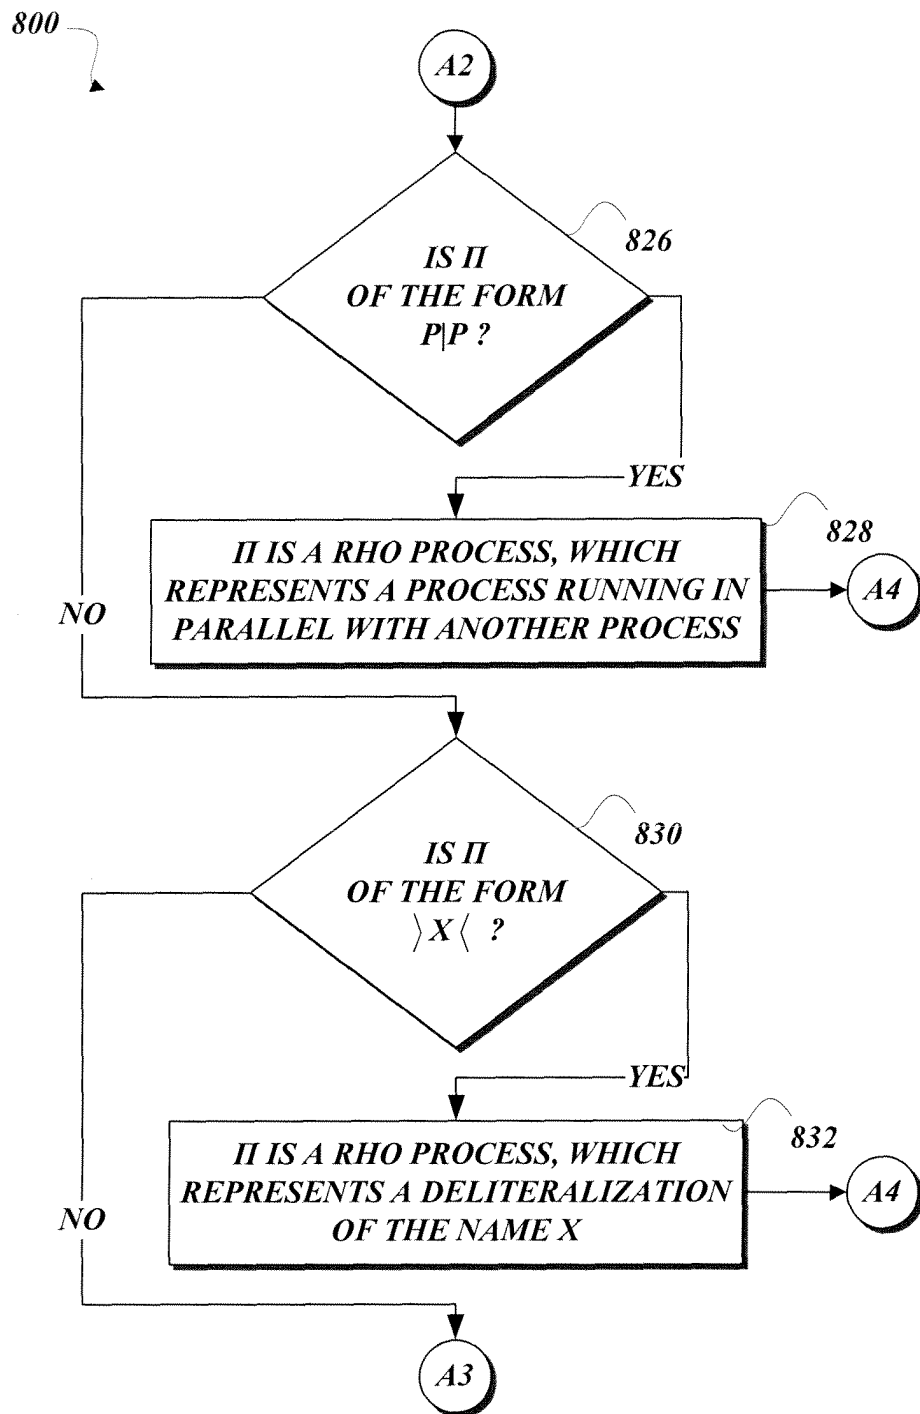 800
A2
826
IS Π
OF THE FORM
P|P ?
YES
828
Π IS A RHO PROCESS, WHICH
REPRESENTS A PROCESS RUNNING IN
PARALLEL WITH ANOTHER PROCESS
A4
NO
830
IS Π
OF THE FORM
⟩X⟨ ?
YES
832
Π IS A RHO PROCESS, WHICH
REPRESENTS A DELITERALIZATION
OF THE NAME X
A4
NO
A3